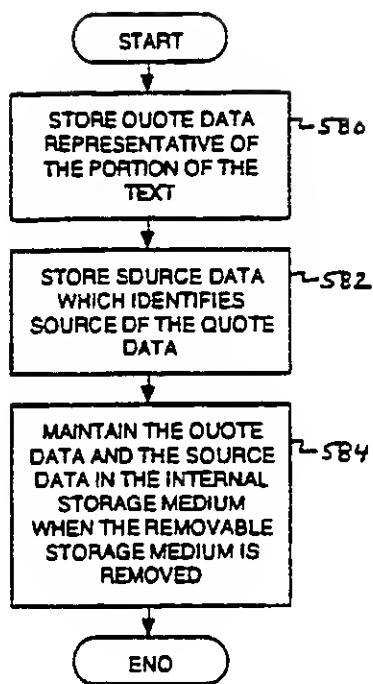 START
STORE QUOTE DATA
REPRESENTATIVE OF
THE PORTION OF THE
TEXT
580
STORE SOURCE DATA
WHICH IDENTIFIES
SOURCE OF THE QUOTE
DATA
582
MAINTAIN THE QUOTE
DATA AND THE SOURCE
DATA IN THE INTERNAL
STORAGE MEDIUM
WHEN THE REMOVABLE
STORAGE MEDIUM IS
REMOVED
584
END